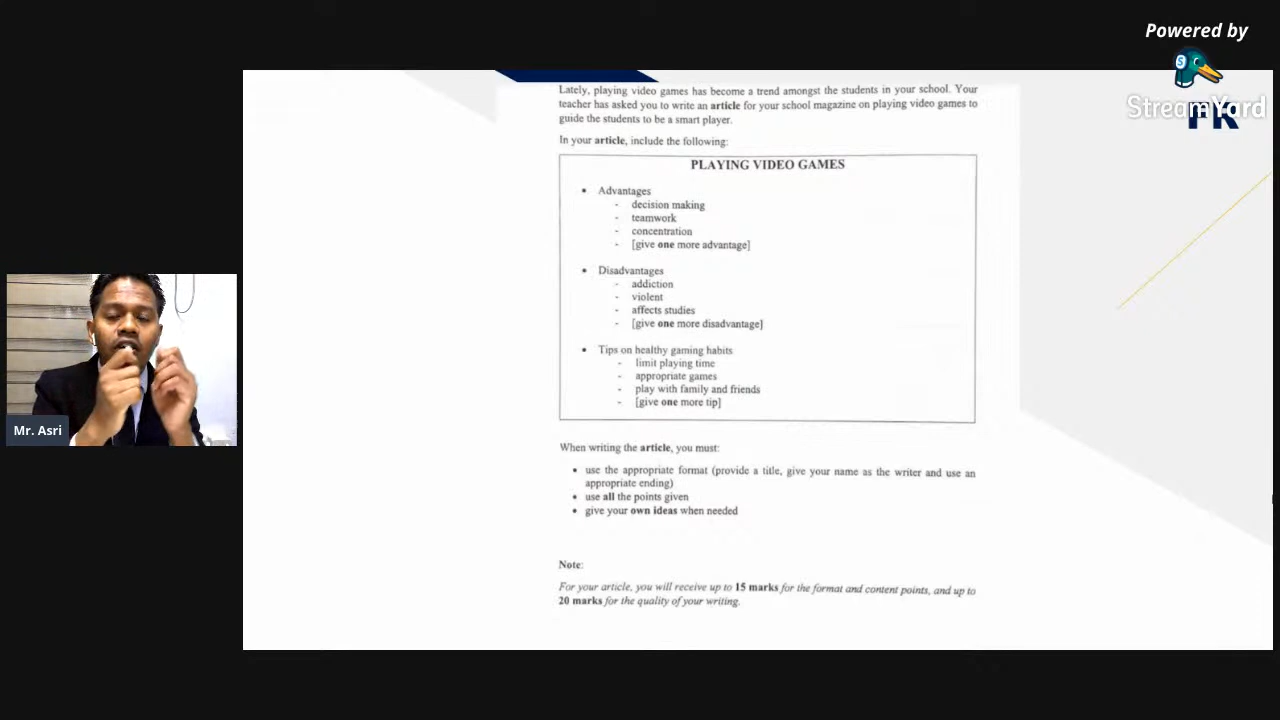 Powered by
StreamYard
FK
Lately, playing video games has become a trend amongst the students in your school. Your
teacher has asked you to write an article for your school magazine on playing video games to
guide the students to be a smart player.
In your article, include the following:
PLAYING VIDEO GAMES
• Advantages
- decision making
- teamwork
- concentration
- [give one more advantage]
• Disadvantages
- addiction
- violent
- affects studies
- [give one more disadvantage]
• Tips on healthy gaming habits
- limit playing time
- appropriate games
- play with family and friends
- [give one more tip]
When writing the article, you must:
• use the appropriate format (provide a title, give your name as the writer and use an
appropriate ending)
• use all the points given
• give your own ideas when needed
Note:
For your article, you will receive up to 15 marks for the format and content points, and up to
20 marks for the quality of your writing.
Mr. Asri